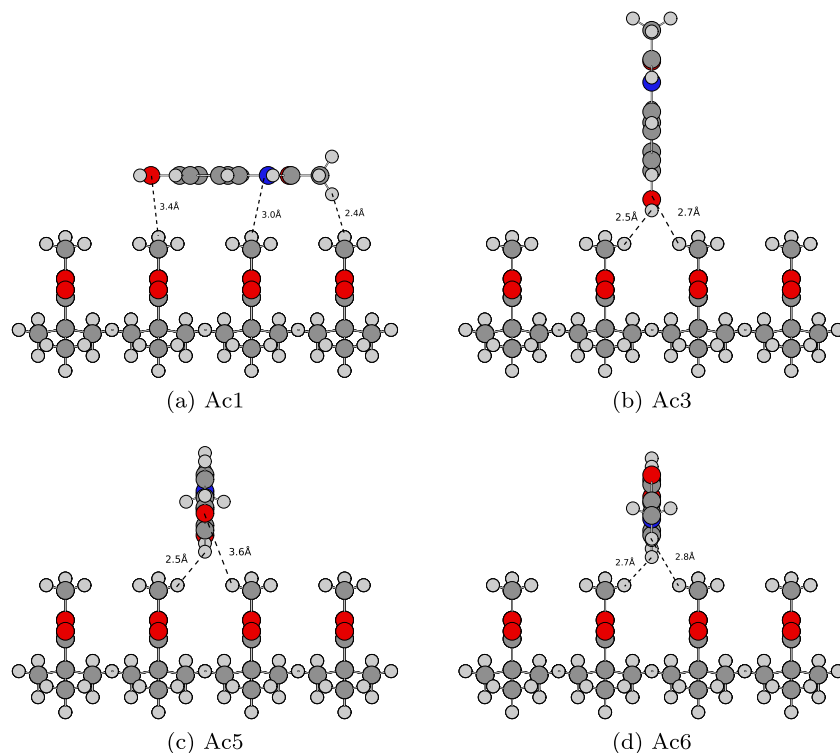 3.4Å
3.0Å
2.4Å
(a) Ac1
2.5Å
2.7Å
(b) Ac3
2.5Å
3.6Å
(c) Ac5
2.7Å
2.8Å
(d) Ac6